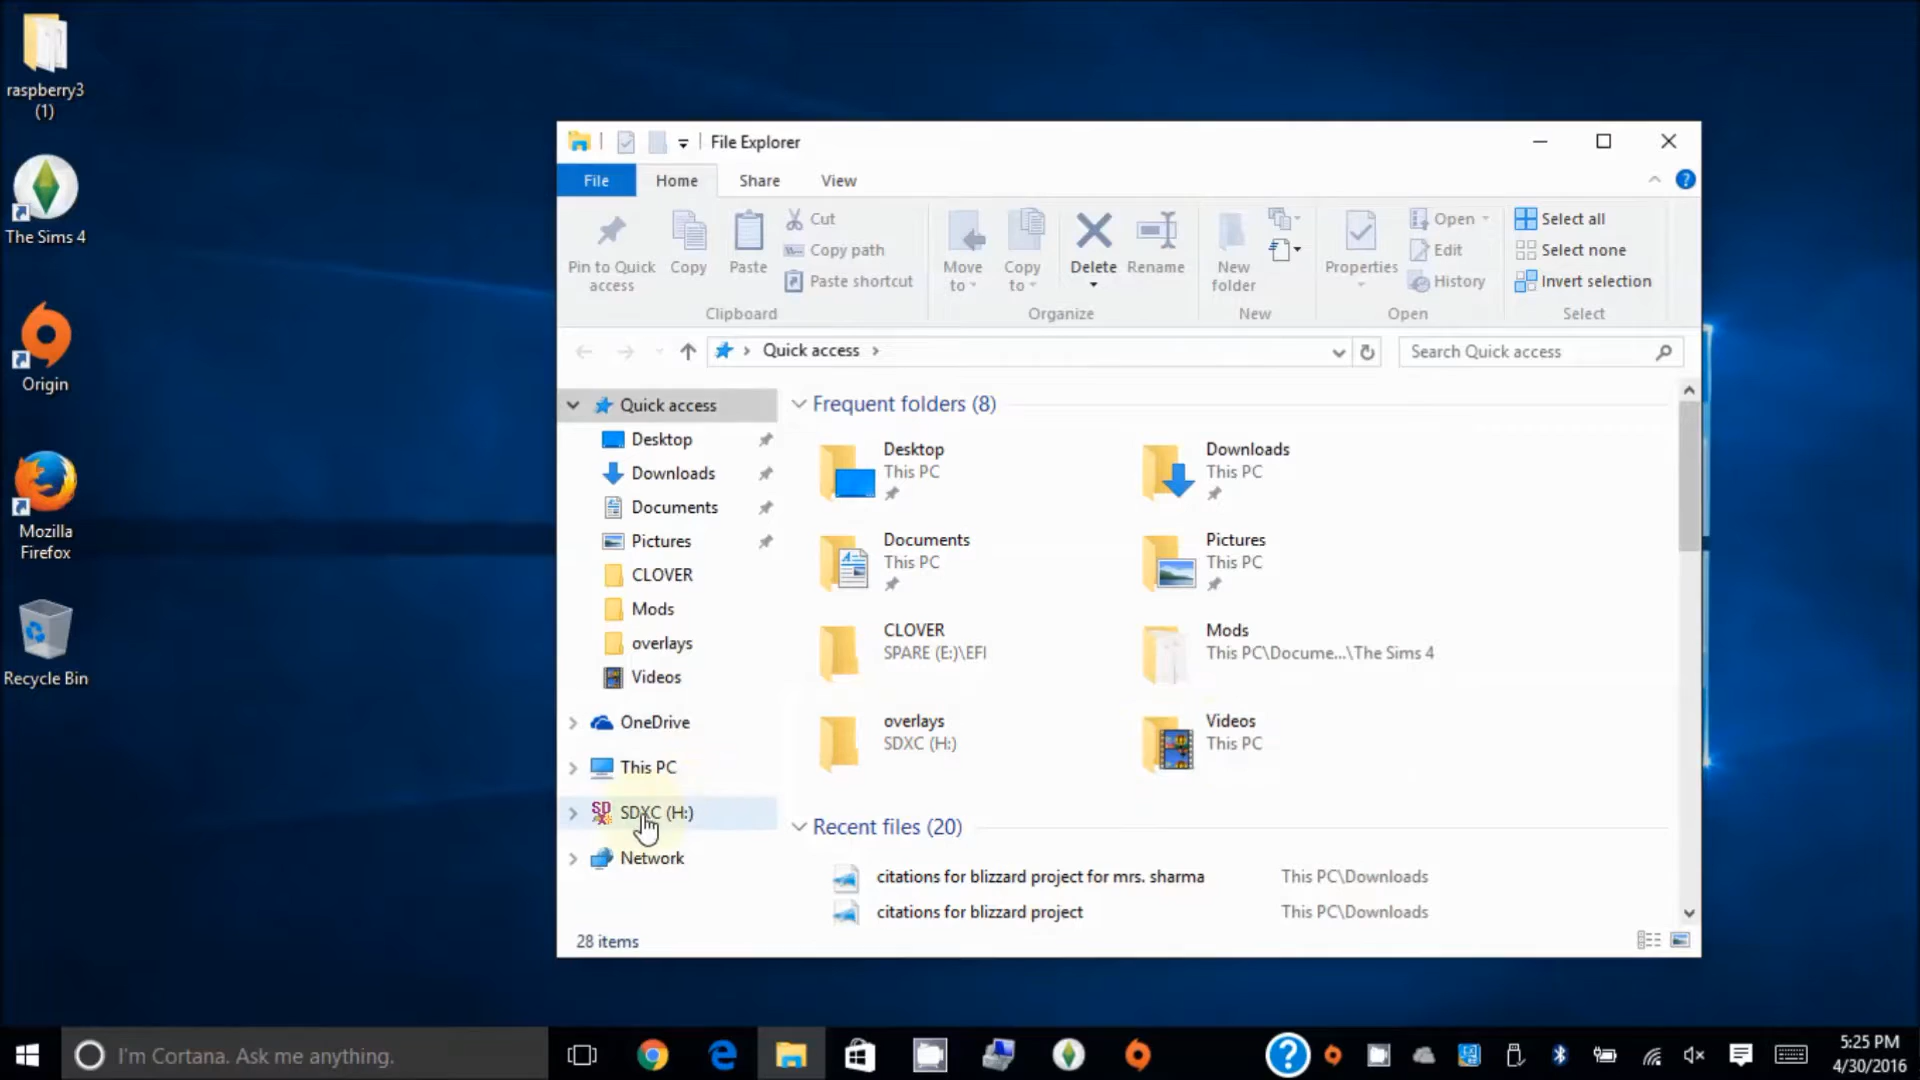 raspberry3
(1)
The Sims 4
Origin
Mozilla
Firefox
Recycle Bin
File Explorer
File
Home
Share
View
Pin to Quick
access
Copy
Paste
Cut
Copy path
Paste shortcut
Clipboard
Move
to
Copy
to
Delete
Rename
Organize
New
folder
New
Properties
Open
Edit
History
Open
Select all
Select none
Invert selection
Select
Quick access
Search Quick access
Quick access
Desktop
Downloads
Documents
Pictures
CLOVER
Mods
overlays
Videos
OneDrive
This PC
SDXC (H:)
Network
Frequent folders (8)
Desktop
This PC
Downloads
This PC
Documents
This PC
Pictures
This PC
CLOVER
SPARE (E:)\EFI
Mods
This PC\Docume...\The Sims 4
overlays
SDXC (H:)
Videos
This PC
Recent files (20)
citations for blizzard project for mrs. sharma This PC\Downloads
citations for blizzard project This PC\Downloads
28 items
I'm Cortana. Ask me anything.
5:25 PM
4/30/2016